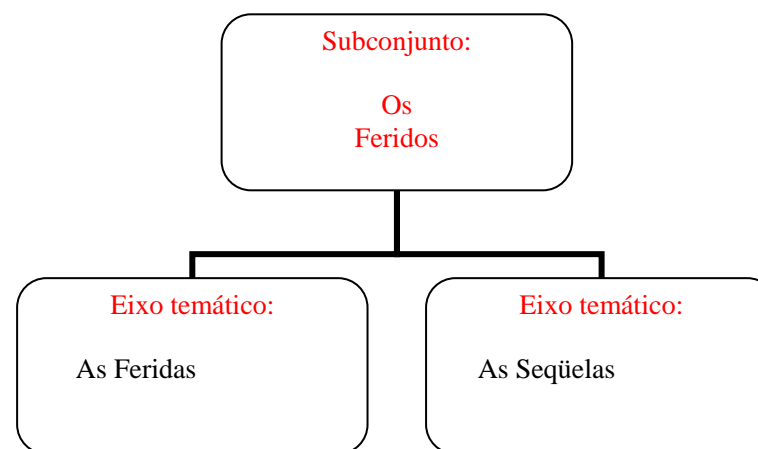 Subconjunto:
Os
Feridos
Eixo temático:
As Feridas
Eixo temático:
As Seqüelas